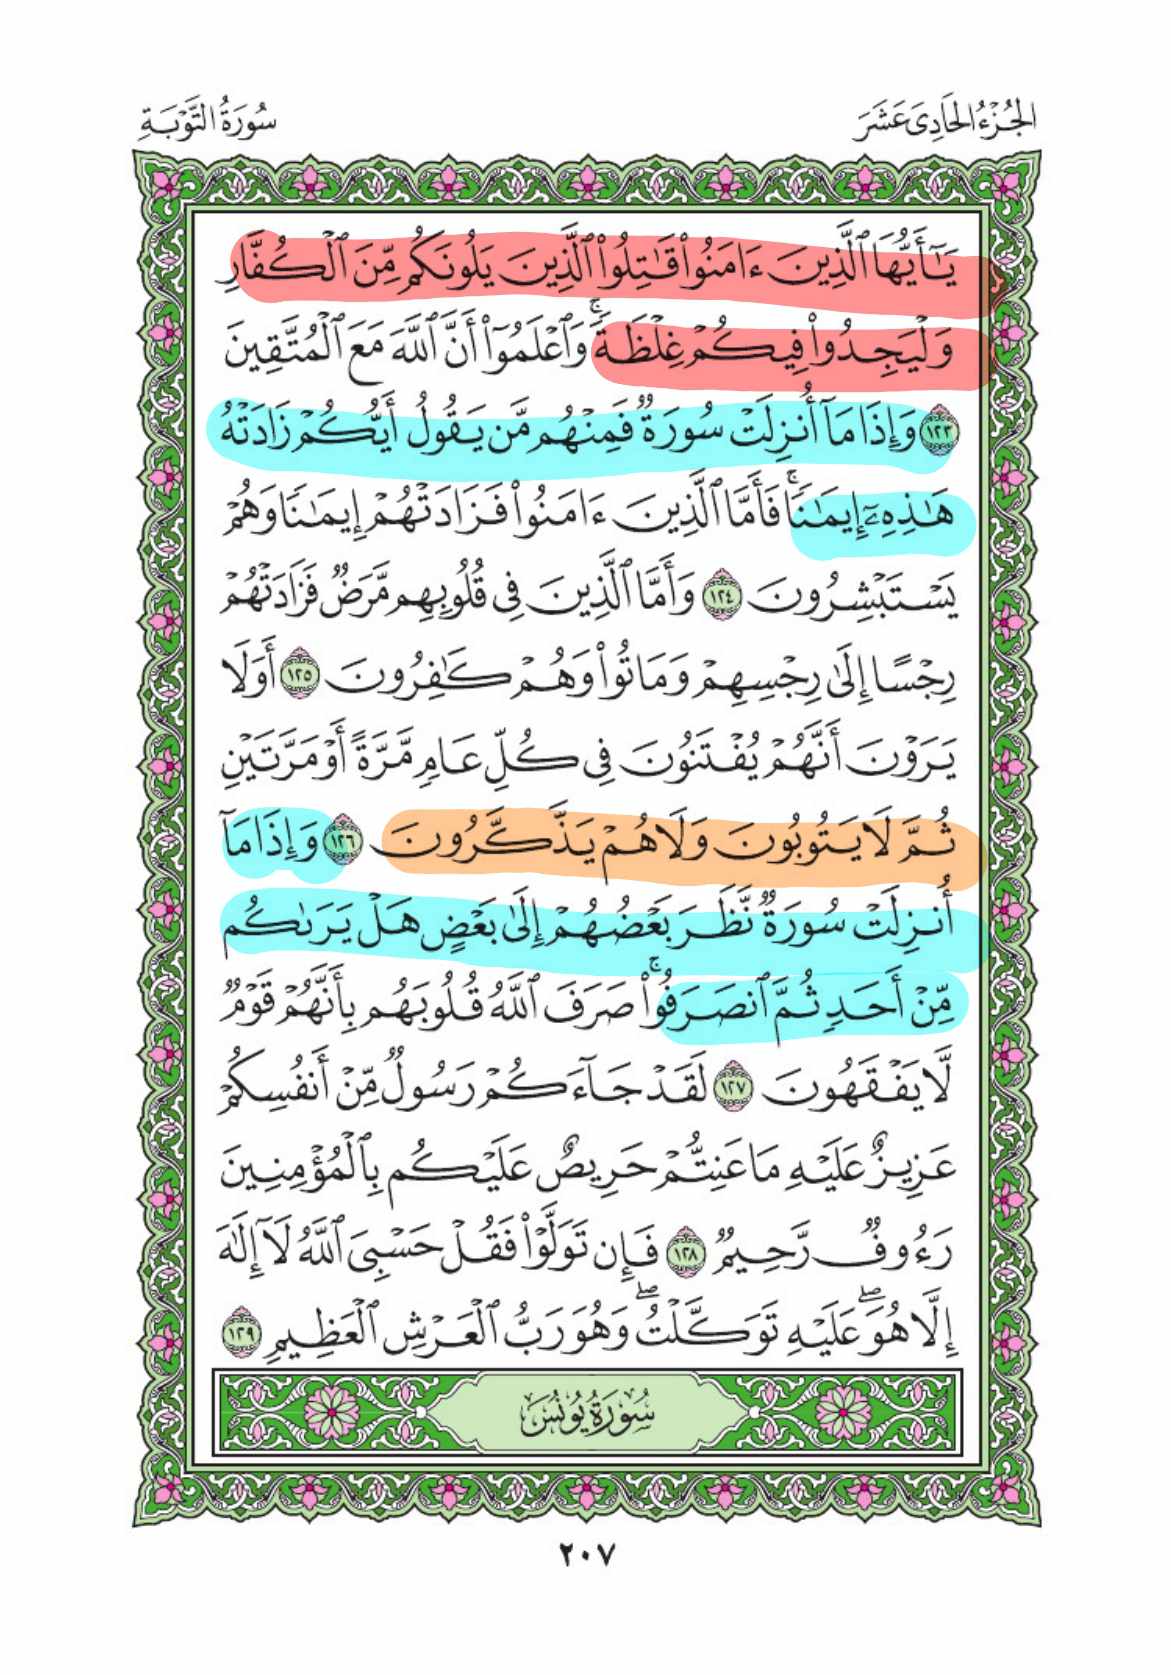 الجُزْءُ الحَادِىَ عَشَرَ
سُورَةُ التَّوْبَةِ
يَـٰٓأَيُّهَا ٱلَّذِينَ ءَامَنُوا۟ قَـٰتِلُوا۟ ٱلَّذِينَ يَلُونَكُم مِّنَ ٱلْكُفَّارِ
وَلْيَجِدُوا۟ فِيكُمْ غِلْظَةً ۚ وَٱعْلَمُوٓا۟ أَنَّ ٱللَّهَ مَعَ ٱلْمُتَّقِينَ
١٢٣ وَإِذَا مَآ أُنزِلَتْ سُورَةٌ فَمِنْهُم مَّن يَقُولُ أَيُّكُمْ زَادَتْهُ
هَـٰذِهِۦٓ إِيمَـٰنًا ۚ فَأَمَّا ٱلَّذِينَ ءَامَنُوا۟ فَزَادَتْهُمْ إِيمَـٰنًا وَهُمْ
يَسْتَبْشِرُونَ ١٢٤ وَأَمَّا ٱلَّذِينَ فِى قُلُوبِهِم مَّرَضٌ فَزَادَتْهُمْ
رِجْسًا إِلَىٰ رِجْسِهِمْ وَمَاتُوا۟ وَهُمْ كَـٰفِرُونَ ١٢٥ أَوَلَا
يَرَوْنَ أَنَّهُمْ يُفْتَنُونَ فِى كُلِّ عَامٍ مَّرَّةً أَوْ مَرَّتَيْنِ
ثُمَّ لَا يَتُوبُونَ وَلَا هُمْ يَذَّكَّرُونَ ١٢٦ وَإِذَا مَآ
أُنزِلَتْ سُورَةٌ نَّظَرَ بَعْضُهُمْ إِلَىٰ بَعْضٍ هَلْ يَرَىٰكُم
مِّنْ أَحَدٍ ثُمَّ ٱنصَرَفُوا۟ ۚ صَرَفَ ٱللَّهُ قُلُوبَهُم بِأَنَّهُمْ قَوْمٌ
لَّا يَفْقَهُونَ ١٢٧ لَقَدْ جَآءَكُمْ رَسُولٌ مِّنْ أَنفُسِكُمْ
عَزِيزٌ عَلَيْهِ مَا عَنِتُّمْ حَرِيصٌ عَلَيْكُم بِٱلْمُؤْمِنِينَ
رَءُوفٌ رَّحِيمٌ ١٢٨ فَإِن تَوَلَّوْا۟ فَقُلْ حَسْبِىَ ٱللَّهُ لَآ إِلَـٰهَ
إِلَّا هُوَ ۖ عَلَيْهِ تَوَكَّلْتُ ۖ وَهُوَ رَبُّ ٱلْعَرْشِ ٱلْعَظِيمِ ١٢٩
سُورَةُ يُونُسَ
٢٠٧